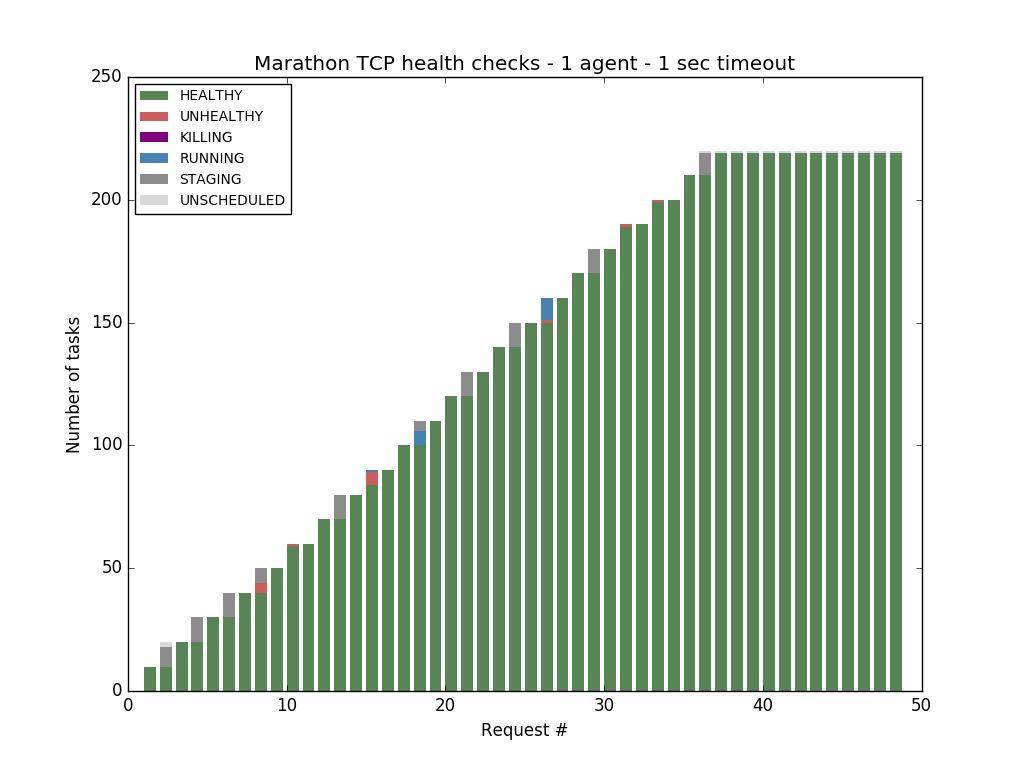 Marathon TCP health checks - 1 agent - 1 sec timeout
250
200
150
100
50
0
Number of tasks
HEALTHY
UNHEALTHY
KILLING
RUNNING
STAGING
UNSCHEDULED
0 10 20 30 40 50
Request #